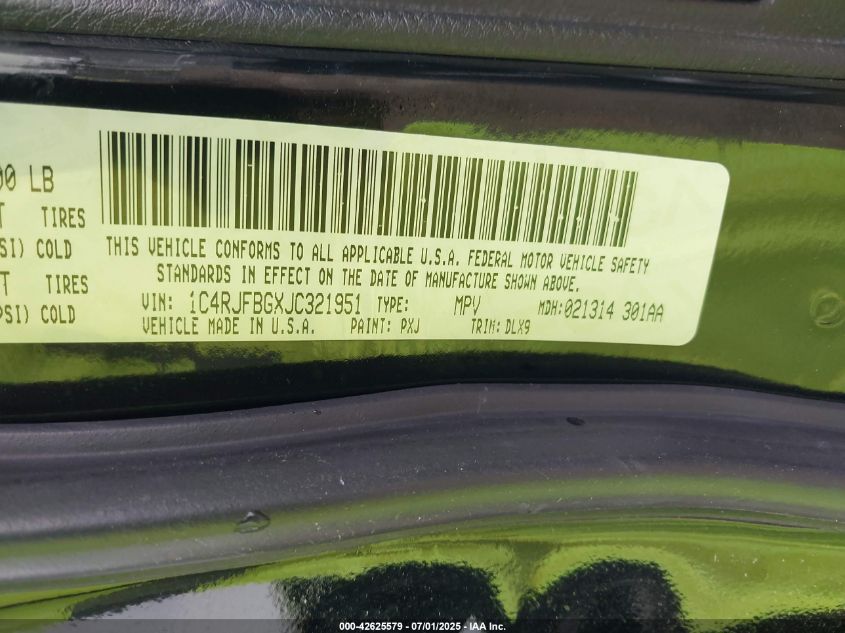 00 LB
TIRES
SI) COLD
TIRES
PSI) COLD
THIS VEHICLE CONFORMS TO ALL APPLICABLE U.S.A. FEDERAL MOTOR VEHICLE SAFETY
STANDARDS IN EFFECT ON THE DATE OF MANUFACTURE SHOWN ABOVE.
VIN: 1C4RJFBGXJC321951 TYPE: MPV MDH:021314 301AA
VEHICLE MADE IN U.S.A. PAINT: PXJ TRIM: DLX9
000-42625579 - 07/01/2025 - IAA Inc.